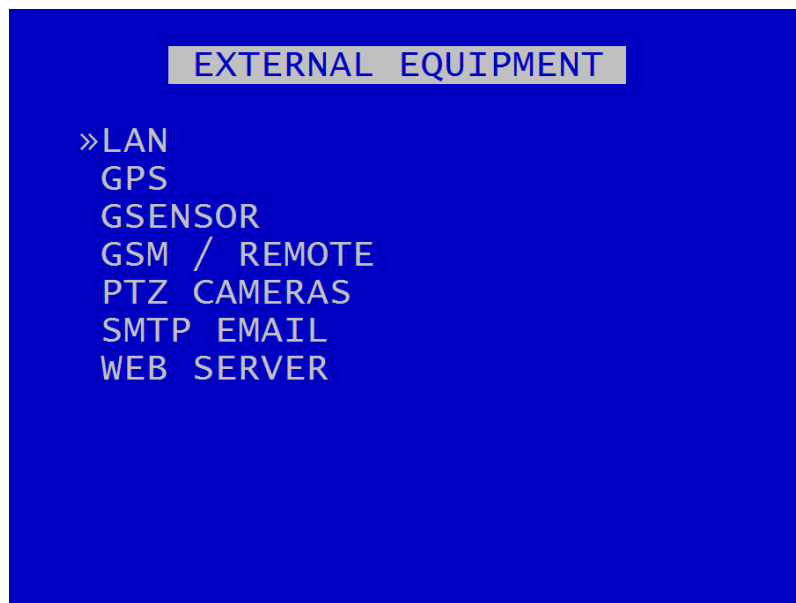 EXTERNAL EQUIPMENT
»LAN
GPS
GSENSOR
GSM / REMOTE
PTZ CAMERAS
SMTP EMAIL
WEB SERVER